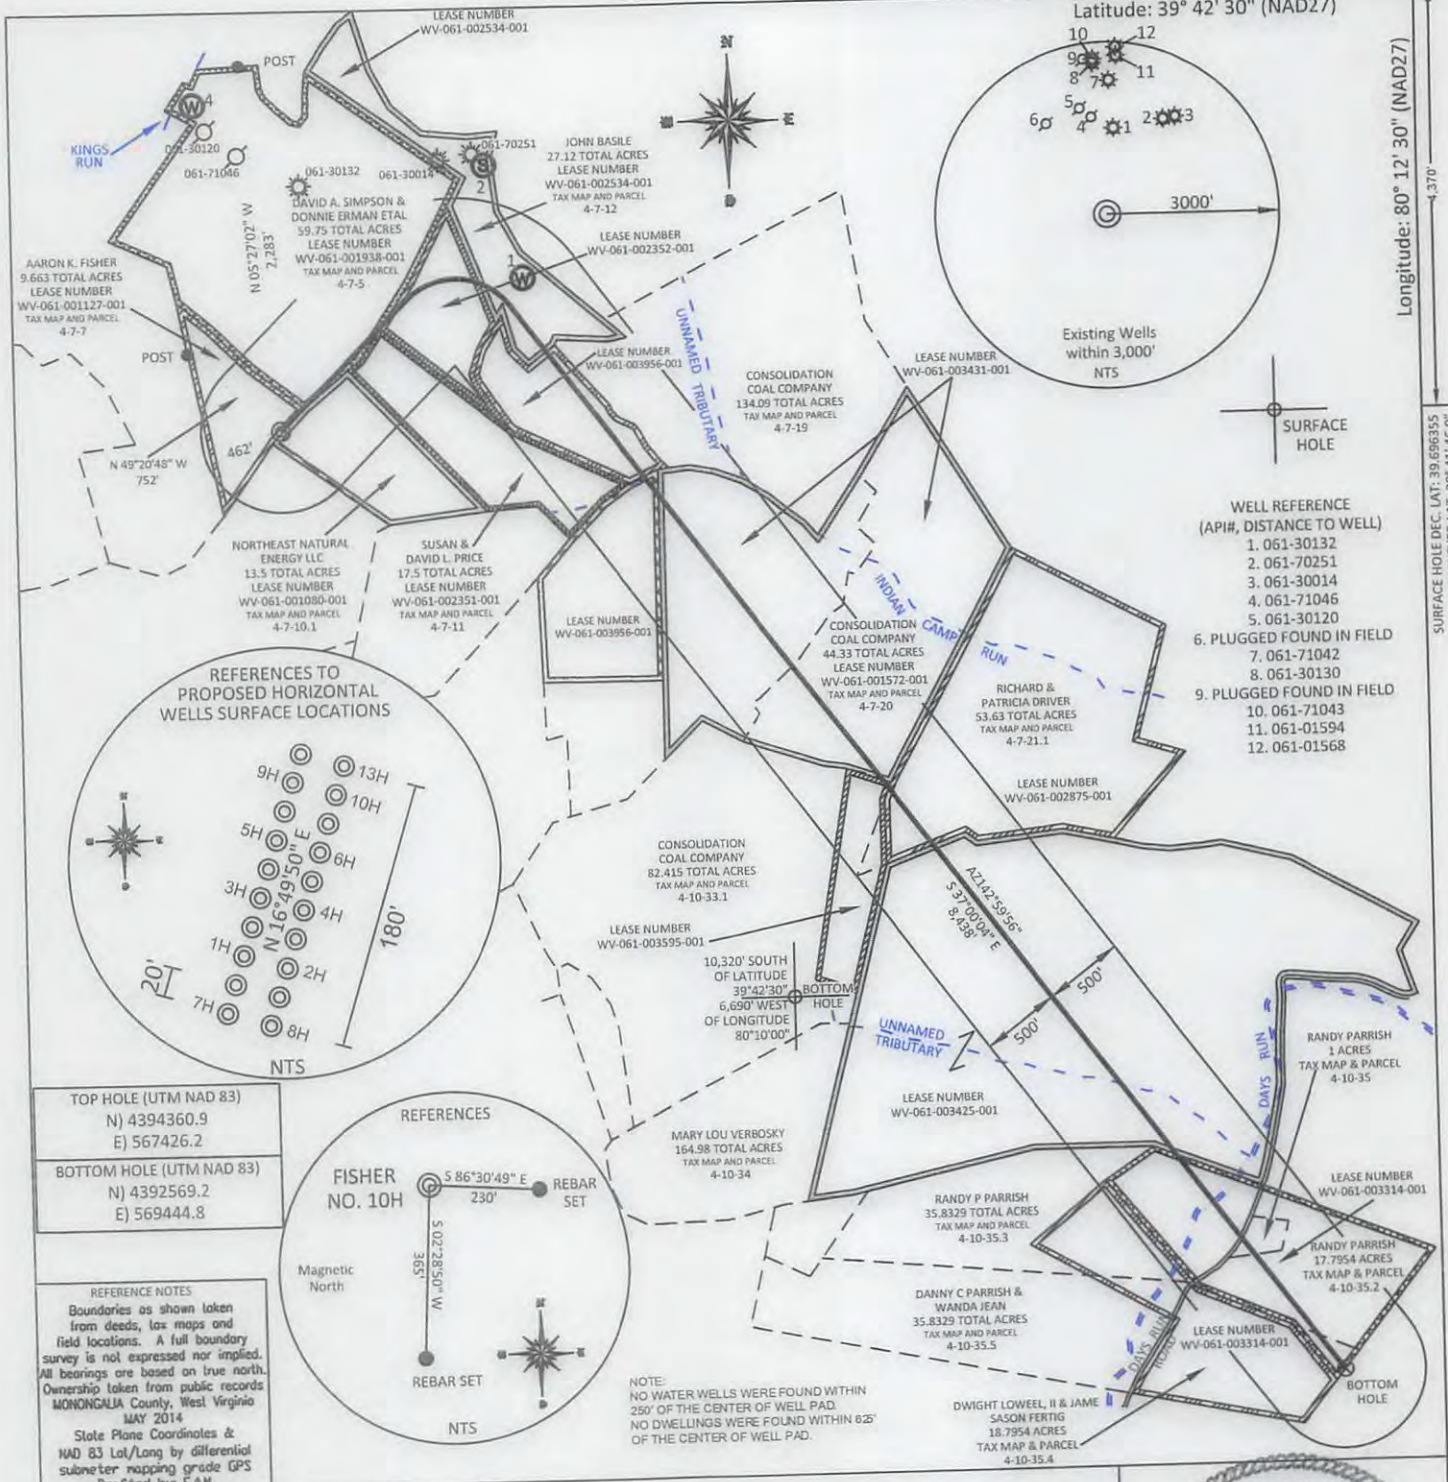 LEASE NUMBER
WV-061-002534-001
Latitude: 39° 42' 30" (NAD27)
POST
4
KINGS
RUN
061-30120
061-71046
061-30132
061-30014
061-70251
S
2
W
JOHN BASILE
27.12 TOTAL ACRES
LEASE NUMBER
WV-061-002534-001
TAX MAP AND PARCEL
4-7-12
N
10
12
9
8
11
7
5
6
4
1
2
3
3000'
Existing Wells
within 3,000'
NTS
Longitude: 80° 12' 30" (NAD27)
4,370'
DAVID A. SIMPSON &
DONNIE ERMAN ETAL
59.75 TOTAL ACRES
LEASE NUMBER
WV-061-001938-001
TAX MAP AND PARCEL
4-7-5
N 05°27'02" W
2,283'
LEASE NUMBER
WV-061-002352-001
1
W
AARON K. FISHER
9.663 TOTAL ACRES
LEASE NUMBER
WV-061-001127-001
TAX MAP AND PARCEL
4-7-7
POST
UNNAMED TRIBUTARY
LEASE NUMBER
WV-061-003956-001
CONSOLIDATION
COAL COMPANY
134.09 TOTAL ACRES
TAX MAP AND PARCEL
4-7-19
LEASE NUMBER
WV-061-003431-001
SURFACE
HOLE
SURFACE HOLE DEC. LAT: 39.696355
N 49°20'48" W
752'
462'
NORTHEAST NATURAL
ENERGY LLC
13.5 TOTAL ACRES
LEASE NUMBER
WV-061-001080-001
TAX MAP AND PARCEL
4-7-10.1
SUSAN &
DAVID L. PRICE
17.5 TOTAL ACRES
LEASE NUMBER
WV-061-002351-001
TAX MAP AND PARCEL
4-7-11
LEASE NUMBER
WV-061-003956-001
INDIAN CAMP RUN
CONSOLIDATION
COAL COMPANY
44.33 TOTAL ACRES
LEASE NUMBER
WV-061-001572-001
TAX MAP AND PARCEL
4-7-20
WELL REFERENCE
(API#, DISTANCE TO WELL)
1. 061-30132
2. 061-70251
3. 061-30014
4. 061-71046
5. 061-30120
6. PLUGGED FOUND IN FIELD
7. 061-71042
8. 061-30130
9. PLUGGED FOUND IN FIELD
10. 061-71043
11. 061-01594
12. 061-01568
RICHARD &
PATRICIA DRIVER
53.63 TOTAL ACRES
TAX MAP AND PARCEL
4-7-21.1
LEASE NUMBER
WV-061-002875-001
REFERENCES TO
PROPOSED HORIZONTAL
WELLS SURFACE LOCATIONS
9H
13H
10H
5H
6H
3H
4H
1H
2H
7H
8H
N 16°49'50" E
180'
20'
NTS
CONSOLIDATION
COAL COMPANY
82.415 TOTAL ACRES
TAX MAP AND PARCEL
4-10-33.1
LEASE NUMBER
WV-061-003595-001
AZ142°59'56"
S 37°00'04" E
8,438'
500'
500'
10,320' SOUTH
OF LATITUDE
39°42'30"
6,690' WEST
OF LONGITUDE
80°10'00"
BOTTOM
HOLE
UNNAMED
TRIBUTARY
LEASE NUMBER
WV-061-003425-001
DAYS RUN
RANDY PARRISH
1 ACRES
TAX MAP & PARCEL
4-10-35
TOP HOLE (UTM NAD 83)
N) 4394360.9
E) 567426.2
BOTTOM HOLE (UTM NAD 83)
N) 4392569.2
E) 569444.8
REFERENCES
FISHER
NO. 10H
S 86°30'49" E
230'
REBAR
SET
S 02°28'50" W
365'
Magnetic
North
REBAR SET
NTS
MARY LOU VERBOSKY
164.98 TOTAL ACRES
TAX MAP AND PARCEL
4-10-34
RANDY P PARRISH
35.8329 TOTAL ACRES
TAX MAP AND PARCEL
4-10-35.3
LEASE NUMBER
WV-061-003314-001
RANDY PARRISH
17.7954 ACRES
TAX MAP & PARCEL
4-10-35.2
DANNY C PARRISH &
WANDA JEAN
35.8329 TOTAL ACRES
TAX MAP AND PARCEL
4-10-35.5
DAYS RUN
ROAD
LEASE NUMBER
WV-061-003314-001
BOTTOM
HOLE
DWIGHT LOWEEL, II & JAME
SASON FERTIG
18.7954 ACRES
TAX MAP & PARCEL
4-10-35.4
REFERENCE NOTES
Boundaries as shown taken
from deeds, tax maps and
field locations. A full boundary
survey is not expressed nor implied.
All bearings are based on true north.
Ownership taken from public records
MONONGALIA County, West Virginia
MAY 2014
State Plane Coordinates &
NAD 83 Lat/Long by differential
submeter mapping grade GPS
NOTE:
NO WATER WELLS WERE FOUND WITHIN
250' OF THE CENTER OF WELL PAD.
NO DWELLINGS WERE FOUND WITHIN 625'
OF THE CENTER OF WELL PAD.